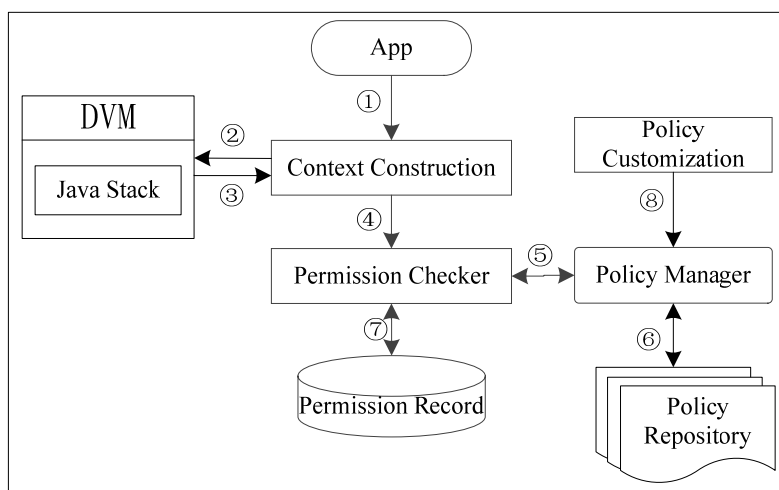 App
①
DVM
②
Policy
Customization
Context Construction
Java Stack
③
④
⑧
⑤
Permission Checker
Policy Manager
⑦
⑥
Permission Record
Policy
Repository